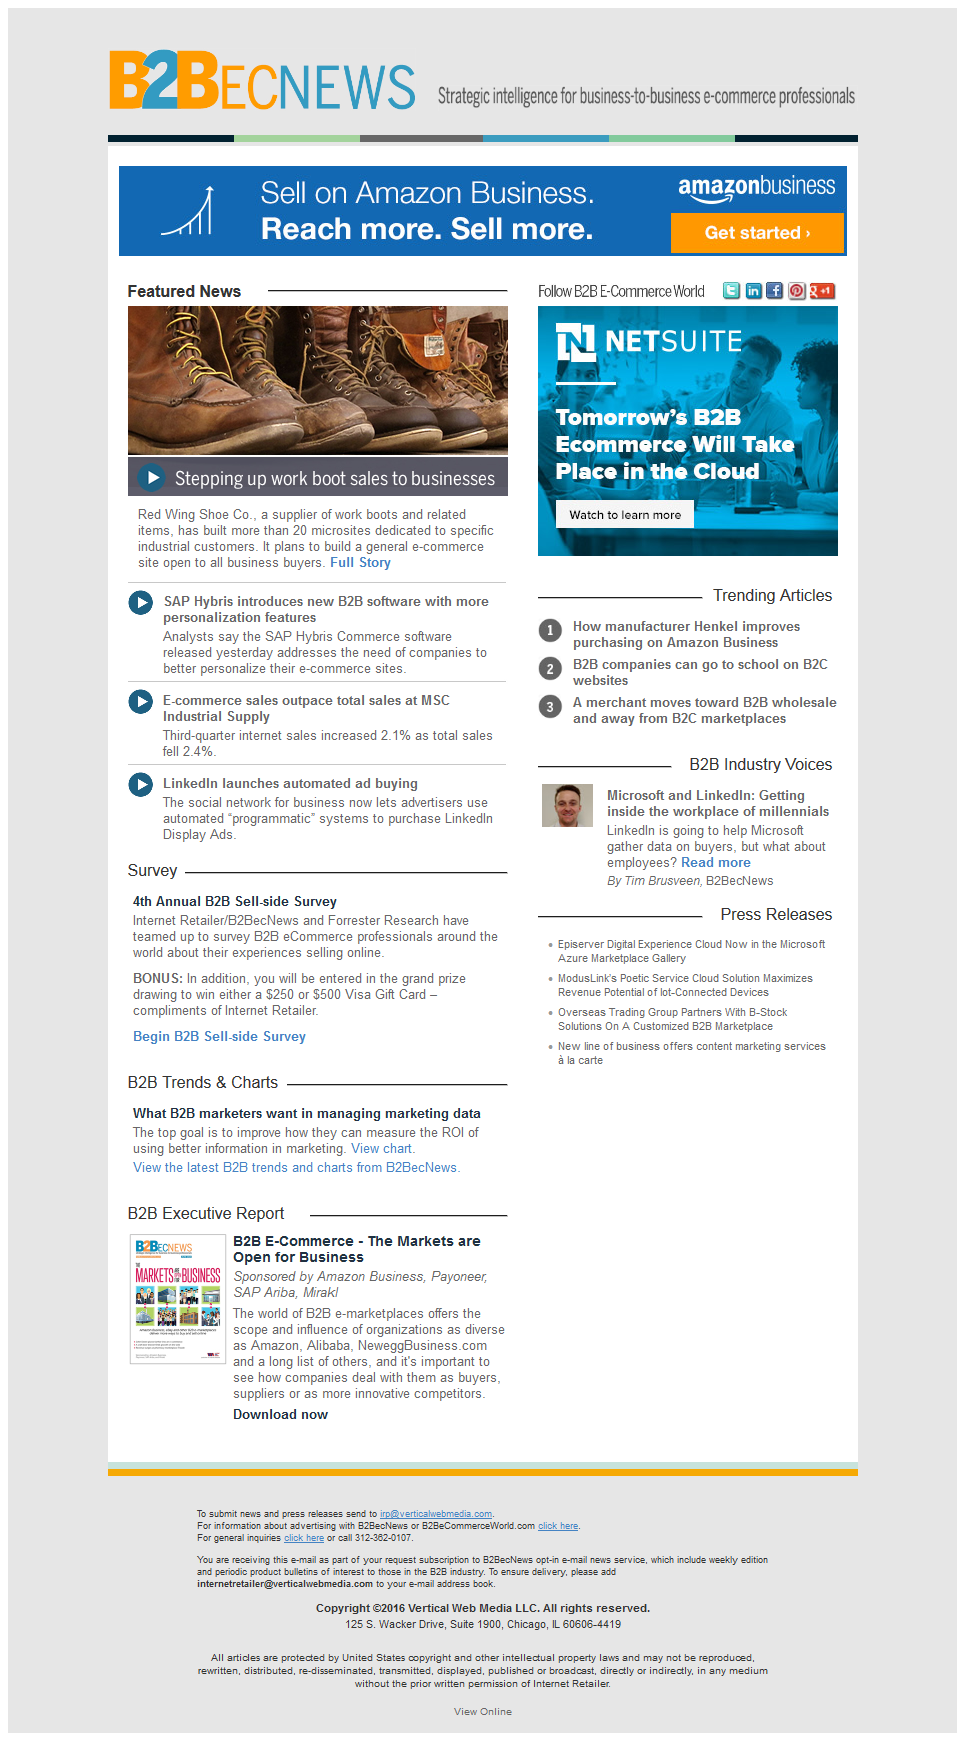 B2BECNEWS
Strategic intelligence for business-to-business e-commerce professionals
Sell on Amazon Business.
Reach more. Sell more.
amazonbusiness
Get started ›
Featured News
Stepping up work boot sales to businesses
Red Wing Shoe Co., a supplier of work boots and related
items, has built more than 20 microsites dedicated to specific
industrial customers. It plans to build a general e-commerce
site open to all business buyers. Full Story
SAP Hybris introduces new B2B software with more
personalization features
Analysts say the SAP Hybris Commerce software
released yesterday addresses the need of companies to
better personalize their e-commerce sites.
E-commerce sales outpace total sales at MSC
Industrial Supply
Third-quarter internet sales increased 2.1% as total sales
fell 2.4%.
LinkedIn launches automated ad buying
The social network for business now lets advertisers use
automated “programmatic” systems to purchase LinkedIn
Display Ads.
Survey
4th Annual B2B Sell-side Survey
Internet Retailer/B2BecNews and Forrester Research have
teamed up to survey B2B eCommerce professionals around the
world about their experiences selling online.
BONUS: In addition, you will be entered in the grand prize
drawing to win either a $250 or $500 Visa Gift Card –
compliments of Internet Retailer.
Begin B2B Sell-side Survey
B2B Trends & Charts
What B2B marketers want in managing marketing data
The top goal is to improve how they can measure the ROI of
using better information in marketing. View chart.
View the latest B2B trends and charts from B2BecNews.
B2B Executive Report
B2BECNEWS
THE
MARKETS ARE OPEN FOR BUSINESS
B2B E-Commerce - The Markets are
Open for Business
Sponsored by Amazon Business, Payoneer,
SAP Ariba, Mirakl
The world of B2B e-marketplaces offers the
scope and influence of organizations as diverse
as Amazon, Alibaba, NeweggBusiness.com
and a long list of others, and it's important to
see how companies deal with them as buyers,
suppliers or as more innovative competitors.
Download now
Follow B2B E-Commerce World
g+1
N NETSUITE
Tomorrow’s B2B
Ecommerce Will Take
Place in the Cloud
Watch to learn more
Trending Articles
1 How manufacturer Henkel improves
purchasing on Amazon Business
2 B2B companies can go to school on B2C
websites
3 A merchant moves toward B2B wholesale
and away from B2C marketplaces
B2B Industry Voices
Microsoft and LinkedIn: Getting
inside the workplace of millennials
LinkedIn is going to help Microsoft
gather data on buyers, but what about
employees? Read more
By Tim Brusveen, B2BecNews
Press Releases
Episerver Digital Experience Cloud Now in the Microsoft
Azure Marketplace Gallery
ModusLink's Poetic Service Cloud Solution Maximizes
Revenue Potential of Iot-Connected Devices
Overseas Trading Group Partners With B-Stock
Solutions On A Customized B2B Marketplace
New line of business offers content marketing services
à la carte
To submit news and press releases send to irp@verticalwebmedia.com.
For information about advertising with B2BecNews or B2BeCommerceWorld.com click here.
For general inquiries click here or call 312-362-0107.
You are receiving this e-mail as part of your request subscription to B2BecNews opt-in e-mail news service, which include weekly edition
and periodic product bulletins of interest to those in the B2B industry. To ensure delivery, please add
internetretailer@verticalwebmedia.com to your e-mail address book.
Copyright ©2016 Vertical Web Media LLC. All rights reserved.
125 S. Wacker Drive, Suite 1900, Chicago, IL 60606-4419
All articles are protected by United States copyright and other intellectual property laws and may not be reproduced,
rewritten, distributed, re-disseminated, transmitted, displayed, published or broadcast, directly or indirectly, in any medium
without the prior written permission of Internet Retailer.
View Online